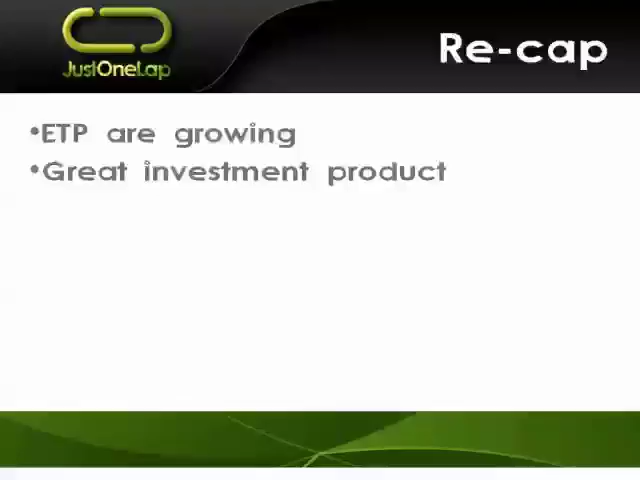 JustOneLap
Re-cap
•ETP are growing
•Great investment product